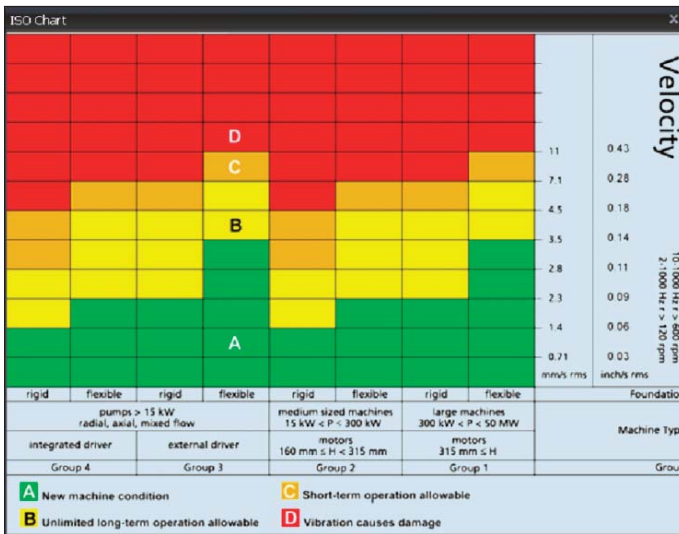 ISO Chart X
D
C
B
A
Velocity
10-1000 Hz r > 600 rpm
2-1000 Hz r > 120 rpm
11 0.43
7.1 0.28
4.5 0.18
3.5 0.14
2.8 0.11
2.3 0.09
1.4 0.06
0.71 0.03
mm/s rms inch/s rms
rigid flexible rigid flexible rigid flexible rigid flexible Foundatio
pumps > 15 kW
radial, axial, mixed flow
medium sized machines
15 kW < P ≤ 300 kW
large machines
300 kW < P < 50 MW
Machine Typ
integrated driver external driver
motors
160 mm ≤ H < 315 mm
motors
315 mm ≤ H
Group 4 Group 3 Group 2 Group 1 Grou
A New machine condition
B Unlimited long-term operation allowable
C Short-term operation allowable
D Vibration causes damage